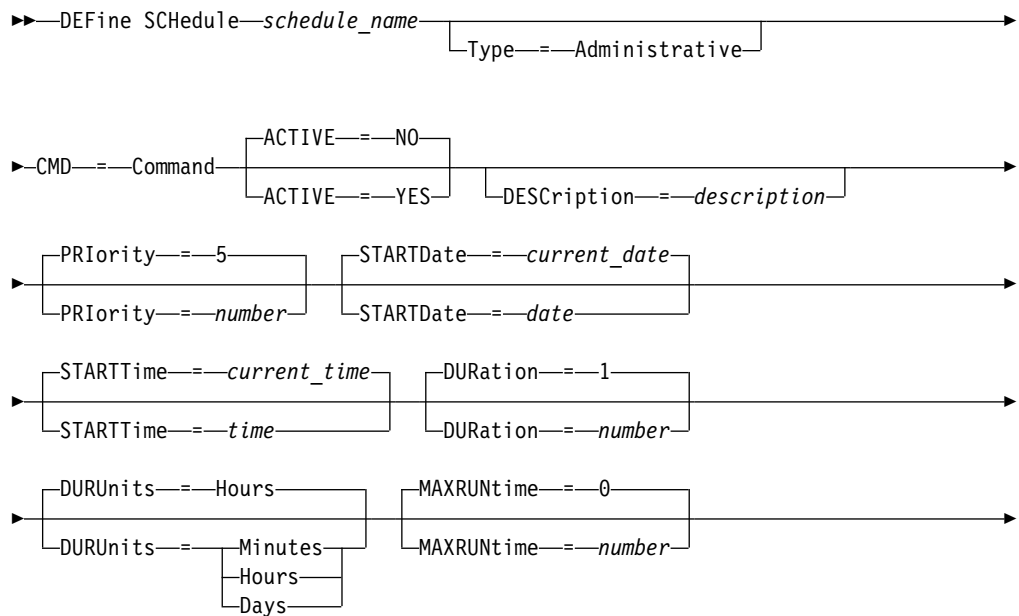 DEFine SCHedule schedule_name
Type = Administrative
CMD = Command
ACTIVE = NO
ACTIVE = YES
DESCription = description
PRIority = 5
PRIority = number
STARTDate = current_date
STARTDate = date
STARTTime = current_time
STARTTime = time
DURation = 1
DURation = number
DURUnits = Hours
DURUnits = Minutes
Hours
Days
MAXRUNtime = 0
MAXRUNtime = number